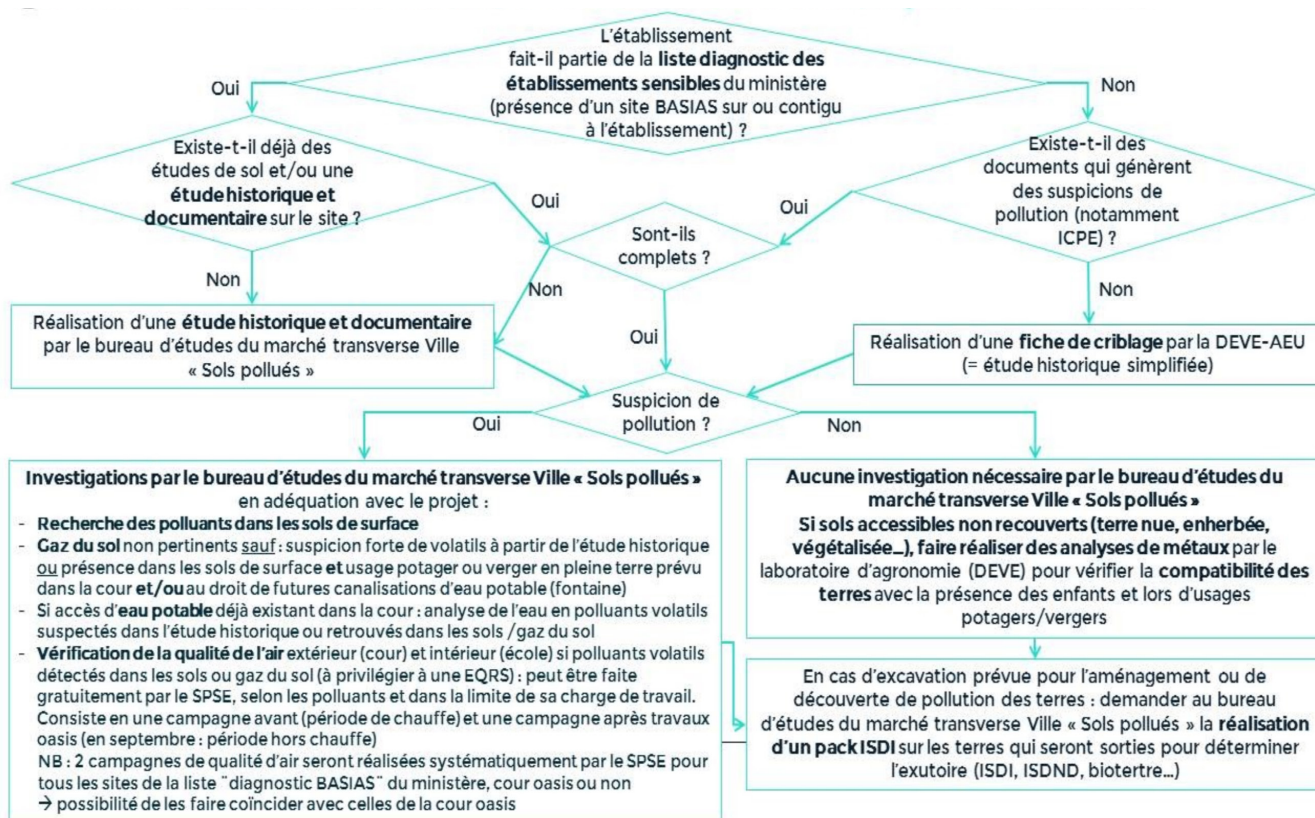 L'établissement
fait-il partie de la liste diagnostic des
établissements sensibles du ministère
(présence d'un site BASIAS sur ou contigu
à l'établissement) ?
Oui
Non
Existe-t-il déjà des
études de sol et/ou une
étude historique et
documentaire sur le site ?
Existe-t-il des
documents qui génèrent
des suspicions de
pollution (notamment
ICPE) ?
Oui
Oui
Sont-ils
complets ?
Non
Non
Non
Oui
Réalisation d'une étude historique et documentaire
par le bureau d'études du marché transverse Ville
« Sols pollués »
Réalisation d'une fiche de criblage par la DEVE-AEU
(= étude historique simplifiée)
Suspicion de
pollution ?
Oui
Non
Investigations par le bureau d'études du marché transverse Ville « Sols pollués »
en adéquation avec le projet :
- Recherche des polluants dans les sols de surface
- Gaz du sol non pertinents sauf : suspicion forte de volatils à partir de l'étude historique
ou présence dans les sols de surface et usage potager ou verger en pleine terre prévu
dans la cour et/ou au droit de futures canalisations d'eau potable (fontaine)
- Si accès d'eau potable déjà existant dans la cour : analyse de l'eau en polluants volatils
suspectés dans l'étude historique ou retrouvés dans les sols /gaz du sol
- Vérification de la qualité de l'air extérieur (cour) et intérieur (école) si polluants volatils
détectés dans les sols ou gaz du sol (à privilégier à une EQRS) : peut être faite
gratuitement par le SPSE, selon les polluants et dans la limite de sa charge de travail.
Consiste en une campagne avant (période de chauffe) et une campagne après travaux
oasis (en septembre : période hors chauffe)
NB : 2 campagnes de qualité d'air seront réalisées systématiquement par le SPSE pour
tous les sites de la liste ¨diagnostic BASIAS¨ du ministère, cour oasis ou non
→ possibilité de les faire coïncider avec celles de la cour oasis
Aucune investigation nécessaire par le bureau d'études du
marché transverse Ville « Sols pollués »
Si sols accessibles non recouverts (terre nue, enherbée,
végétalisée…), faire réaliser des analyses de métaux par le
laboratoire d'agronomie (DEVE) pour vérifier la compatibilité des
terres avec la présence des enfants et lors d'usages
potagers/vergers
En cas d'excavation prévue pour l'aménagement ou de
découverte de pollution des terres : demander au bureau
d'études du marché transverse Ville « Sols pollués » la réalisation
d'un pack ISDI sur les terres qui seront sorties pour déterminer
l'exutoire (ISDI, ISDND, biotertre…)